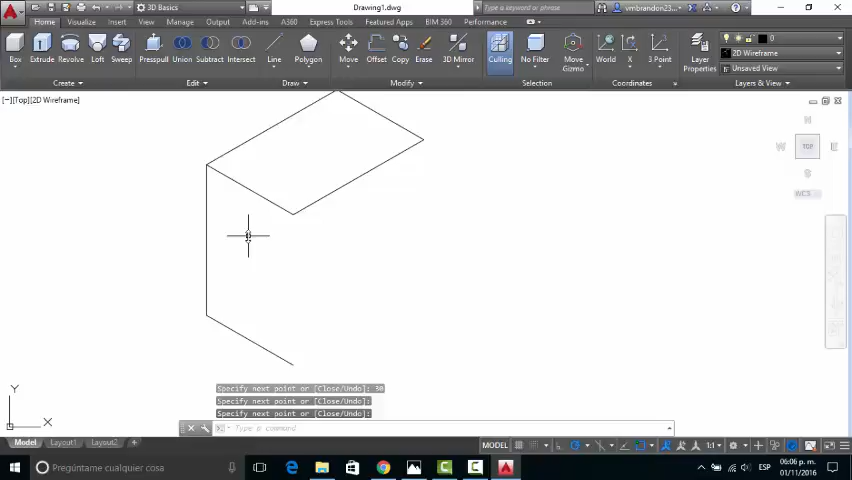 3D Basics
Drawing1.dwg
Type a keyword or phrase
vmbrandon23...
Home Visualize Insert View Manage Output Add-ins A360 Express Tools Featured Apps BIM 360 Performance
Box Extrude Revolve Loft Sweep Presspull Union Subtract Intersect Line Polygon Move Offset Copy Erase 3D Mirror Culling No Filter Move Gizmo World X 3 Point Layer Properties
0
2D Wireframe
Unsaved View
Create Edit Draw Modify Selection Coordinates Layers & View
[−][Top][2D Wireframe]
N
W TOP E
S
WCS
Specify next point or [Close/Undo]: 30
Specify next point or [Close/Undo]:
Specify next point or [Close/Undo]:
Type a command
Y
X
Model Layout1 Layout2 +
MODEL 1:1
Pregúntame cualquier cosa
ESP
06:06 p. m.
01/11/2016